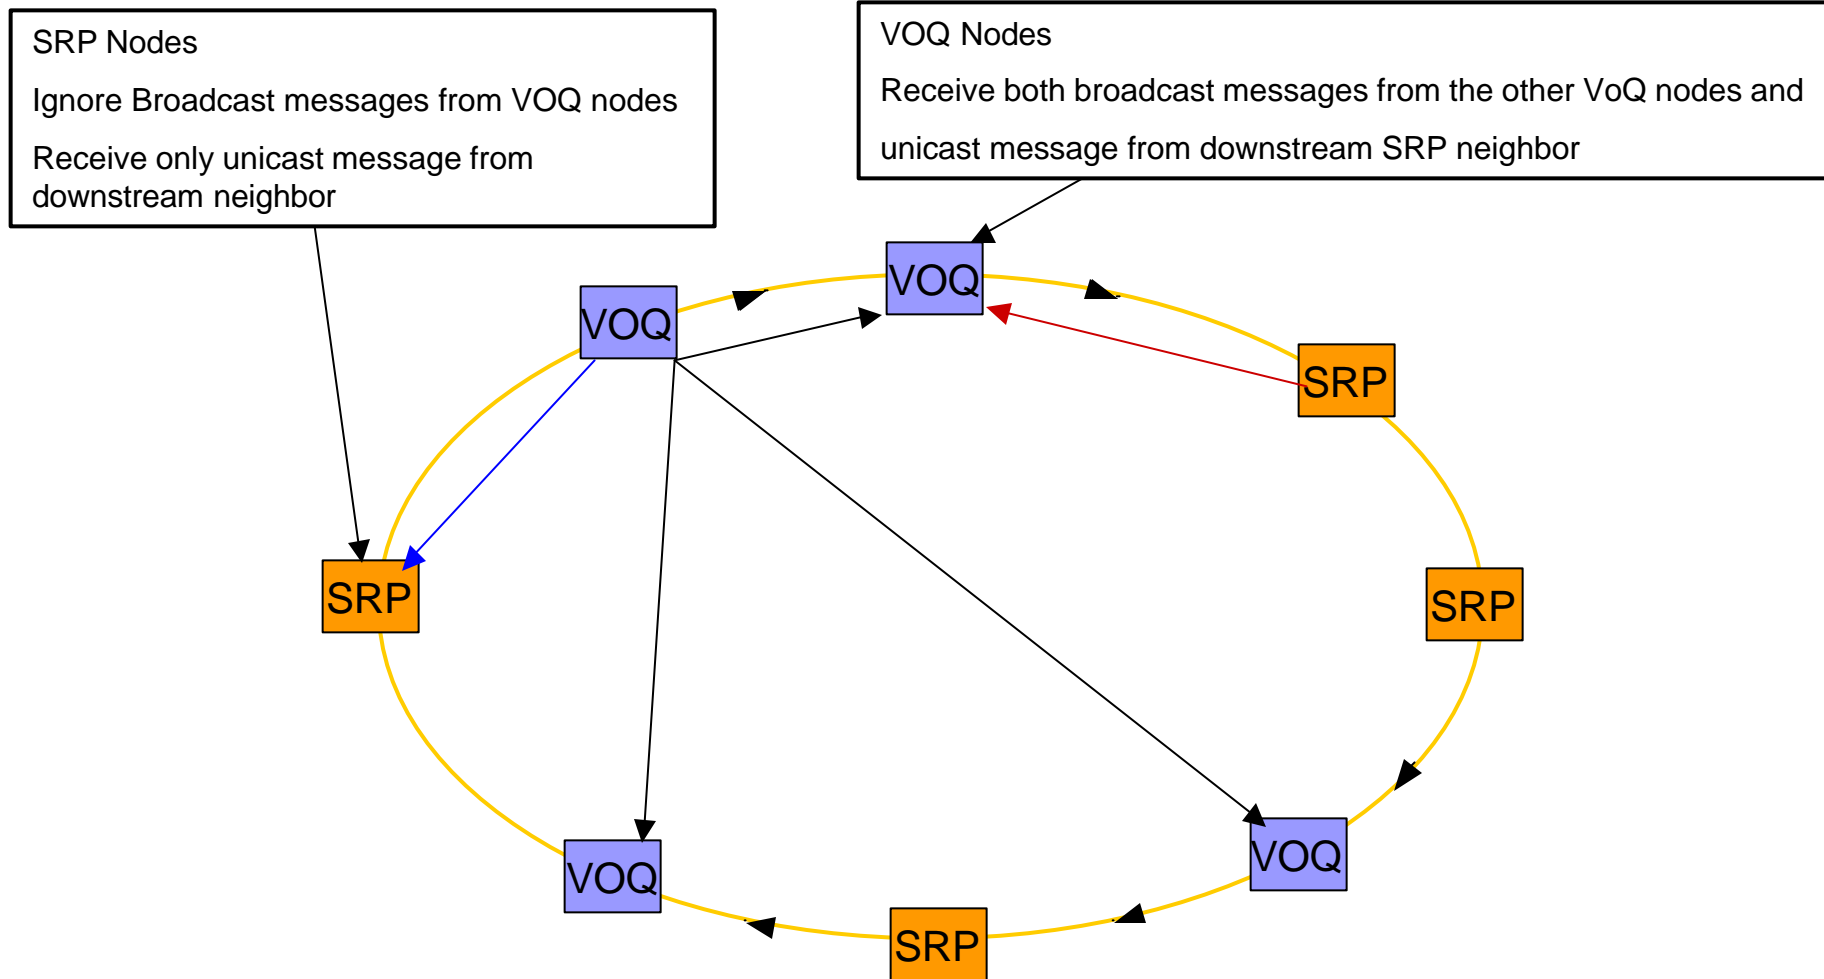 SRP Nodes
Ignore Broadcast messages from VOQ nodes
Receive only unicast message from
downstream neighbor
VOQ Nodes
Receive both broadcast messages from the other VoQ nodes and
unicast message from downstream SRP neighbor
VOQ
VOQ
SRP
SRP
SRP
VOQ
VOQ
SRP